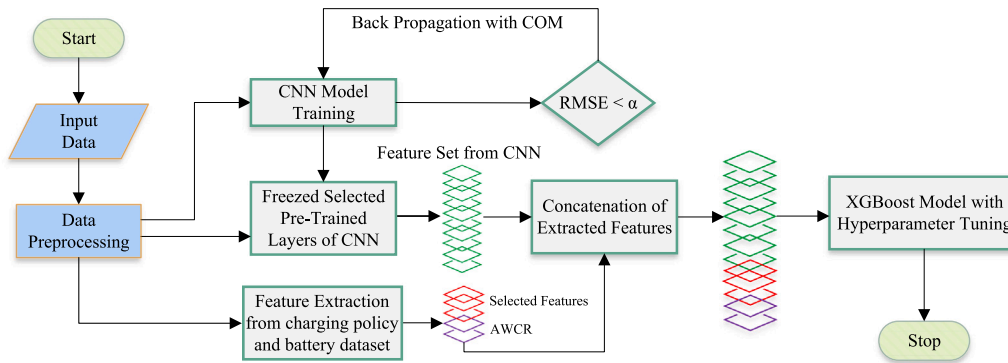 Start
Input
Data
Data
Preprocessing
Back Propagation with COM
CNN Model
Training
RMSE < α
Freezed Selected
Pre-Trained
Layers of CNN
Feature Set from CNN
Concatenation of
Extracted Features
Feature Extraction
from charging policy
and battery dataset
Selected Features
AWCR
XGBoost Model with
Hyperparameter Tuning
Stop